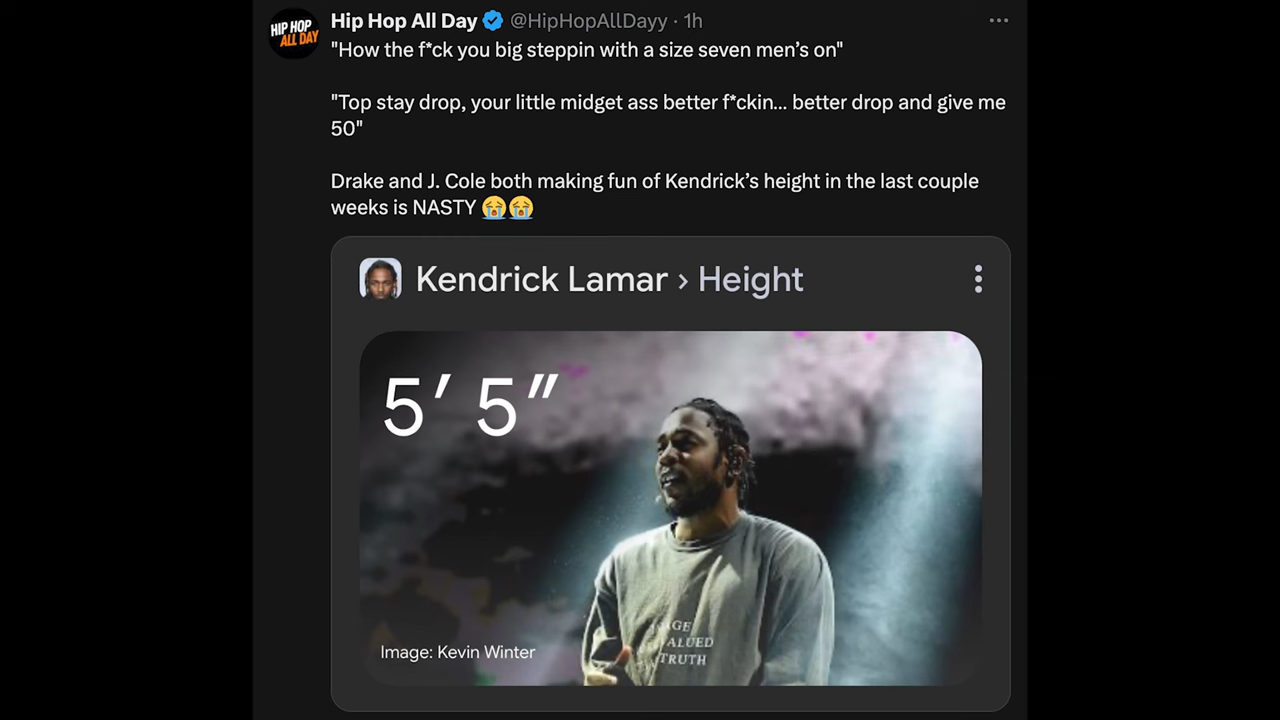 HIP HOP
ALL DAY
Hip Hop All Day @HipHopAllDayy · 1h
"How the f*ck you big steppin with a size seven men’s on"
"Top stay drop, your little midget ass better f*ckin... better drop and give me
50"
Drake and J. Cole both making fun of Kendrick’s height in the last couple
weeks is NASTY 😭😭
Kendrick Lamar › Height
5′ 5″
GE
ALUED
TRUTH
Image: Kevin Winter